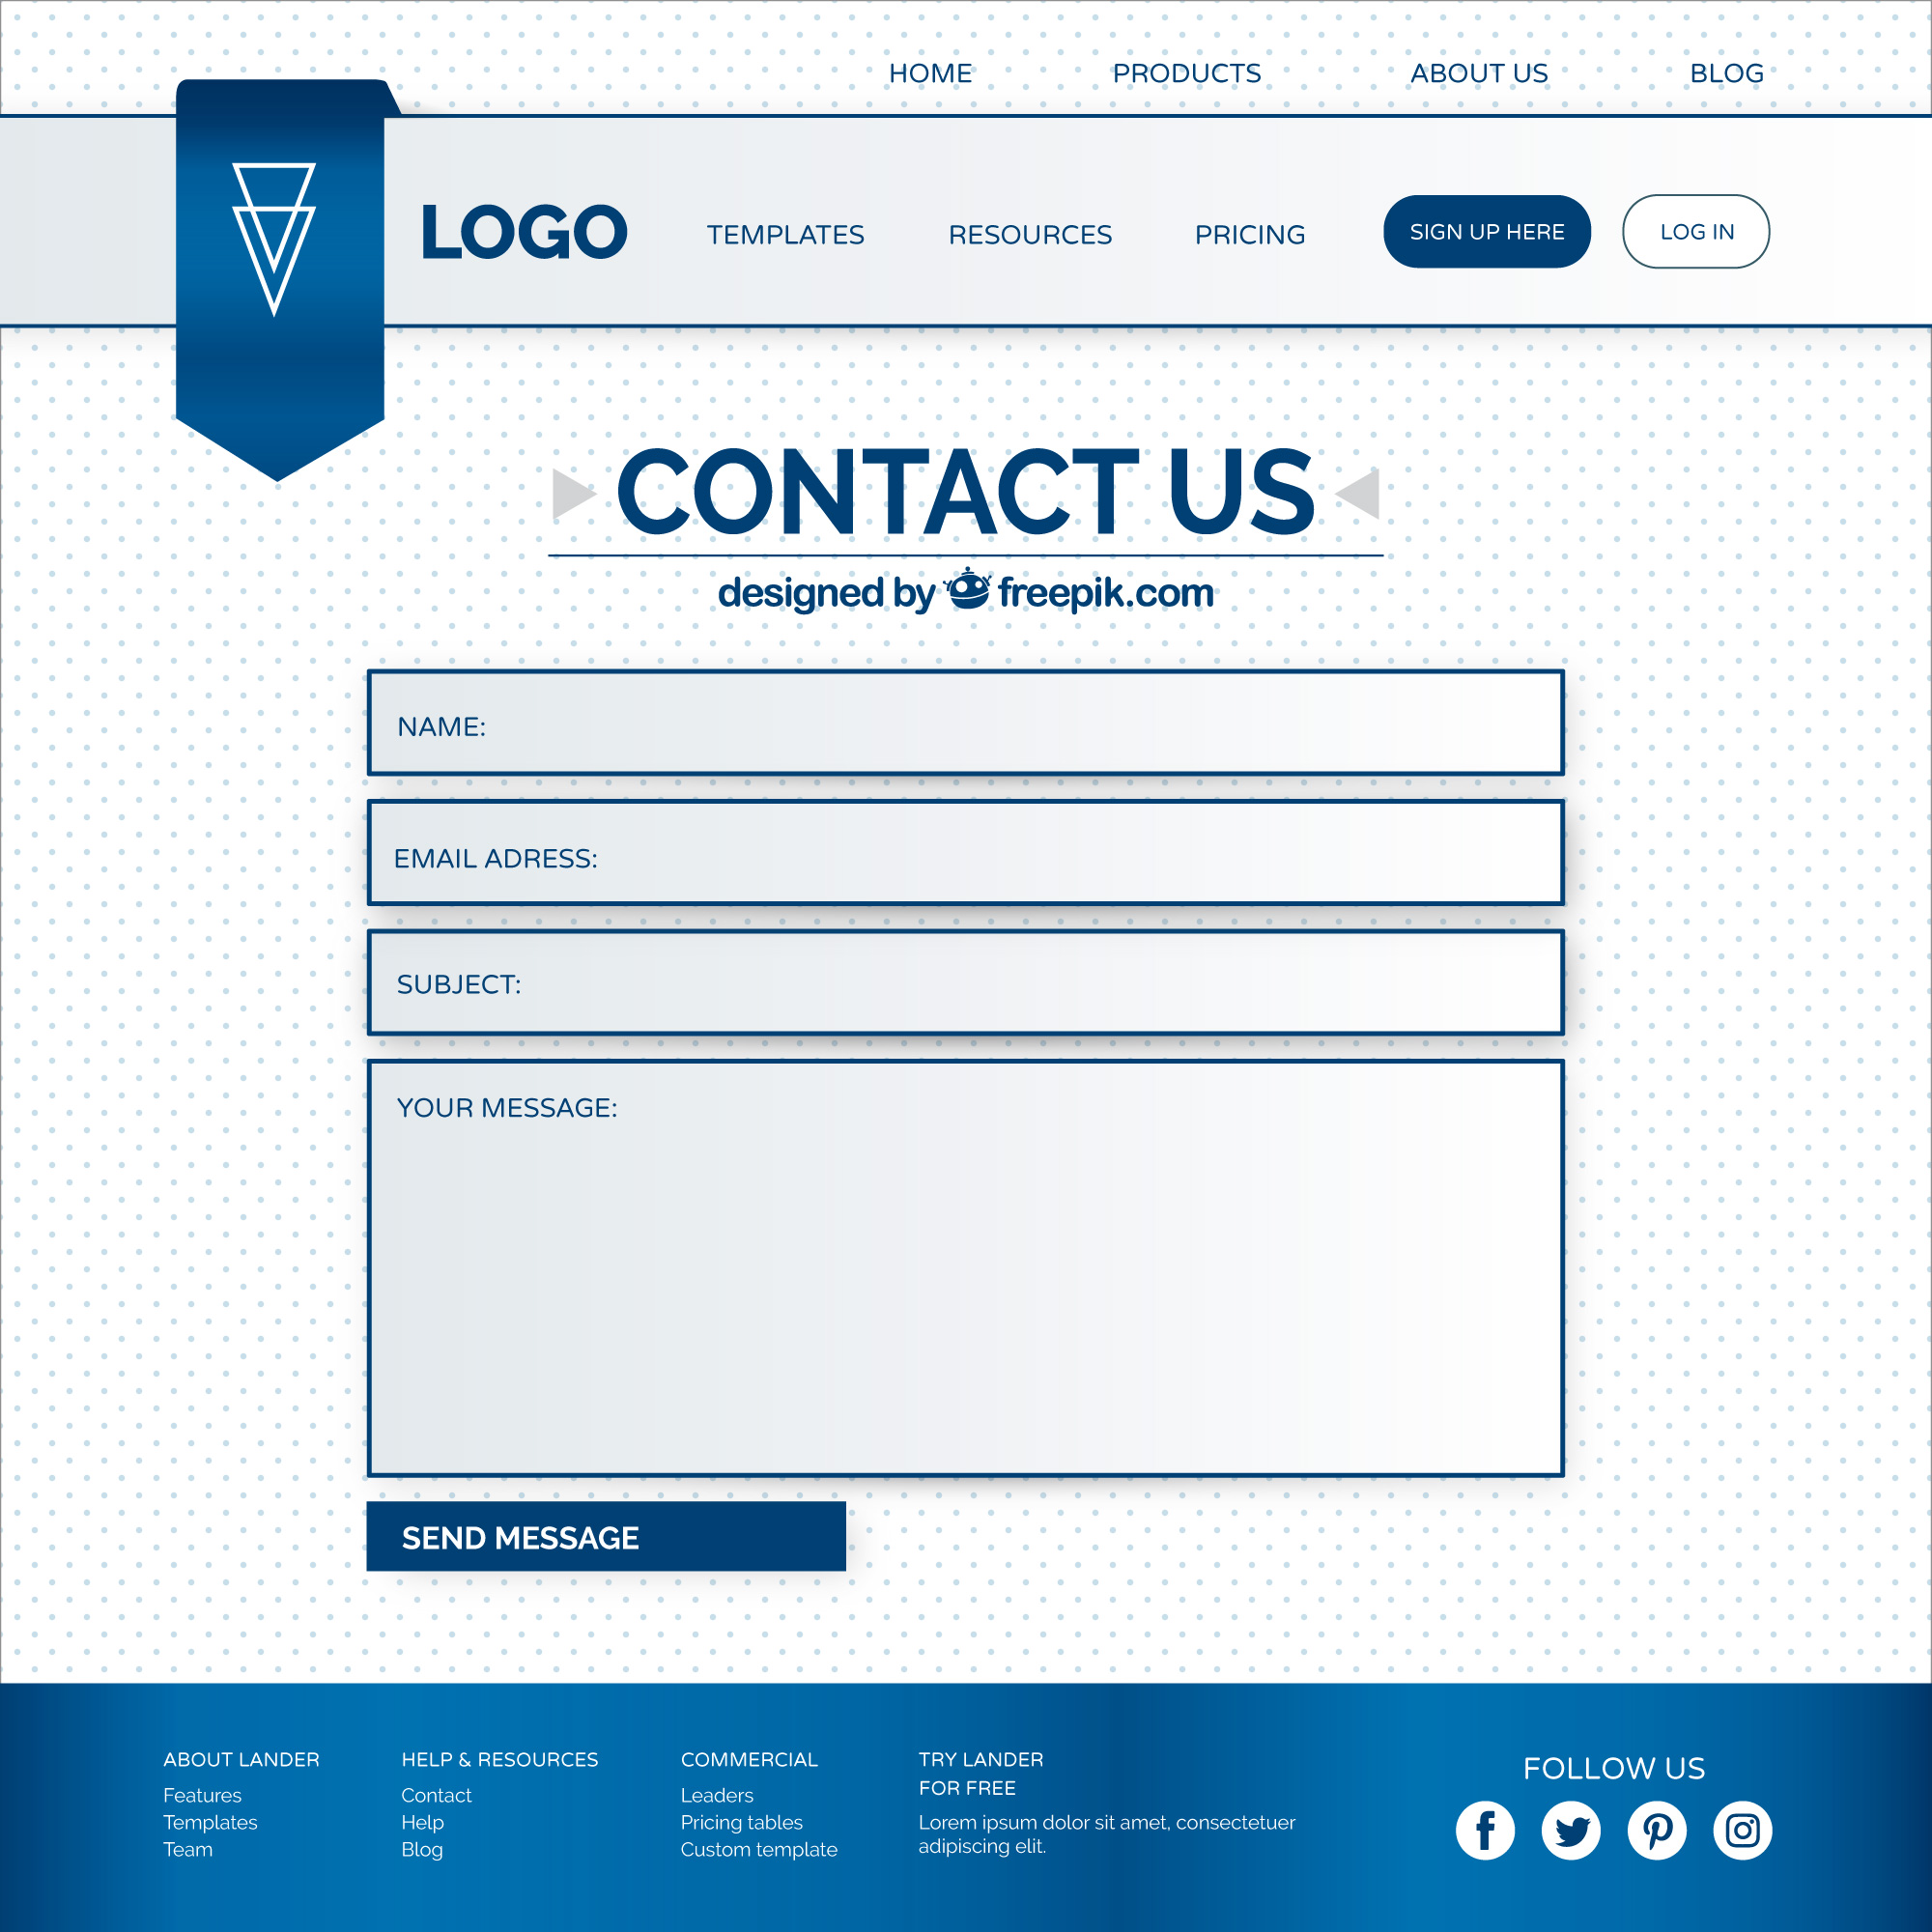 HOME PRODUCTS ABOUT US BLOG
LOGO TEMPLATES RESOURCES PRICING SIGN UP HERE LOG IN
CONTACT US
designed by freepik.com
NAME:
EMAIL ADRESS:
SUBJECT:
YOUR MESSAGE:
SEND MESSAGE
ABOUT LANDER
Features
Templates
Team
HELP & RESOURCES
Contact
Help
Blog
COMMERCIAL
Leaders
Pricing tables
Custom template
TRY LANDER
FOR FREE
Lorem ipsum dolor sit amet, consectetuer
adipiscing elit.
FOLLOW US